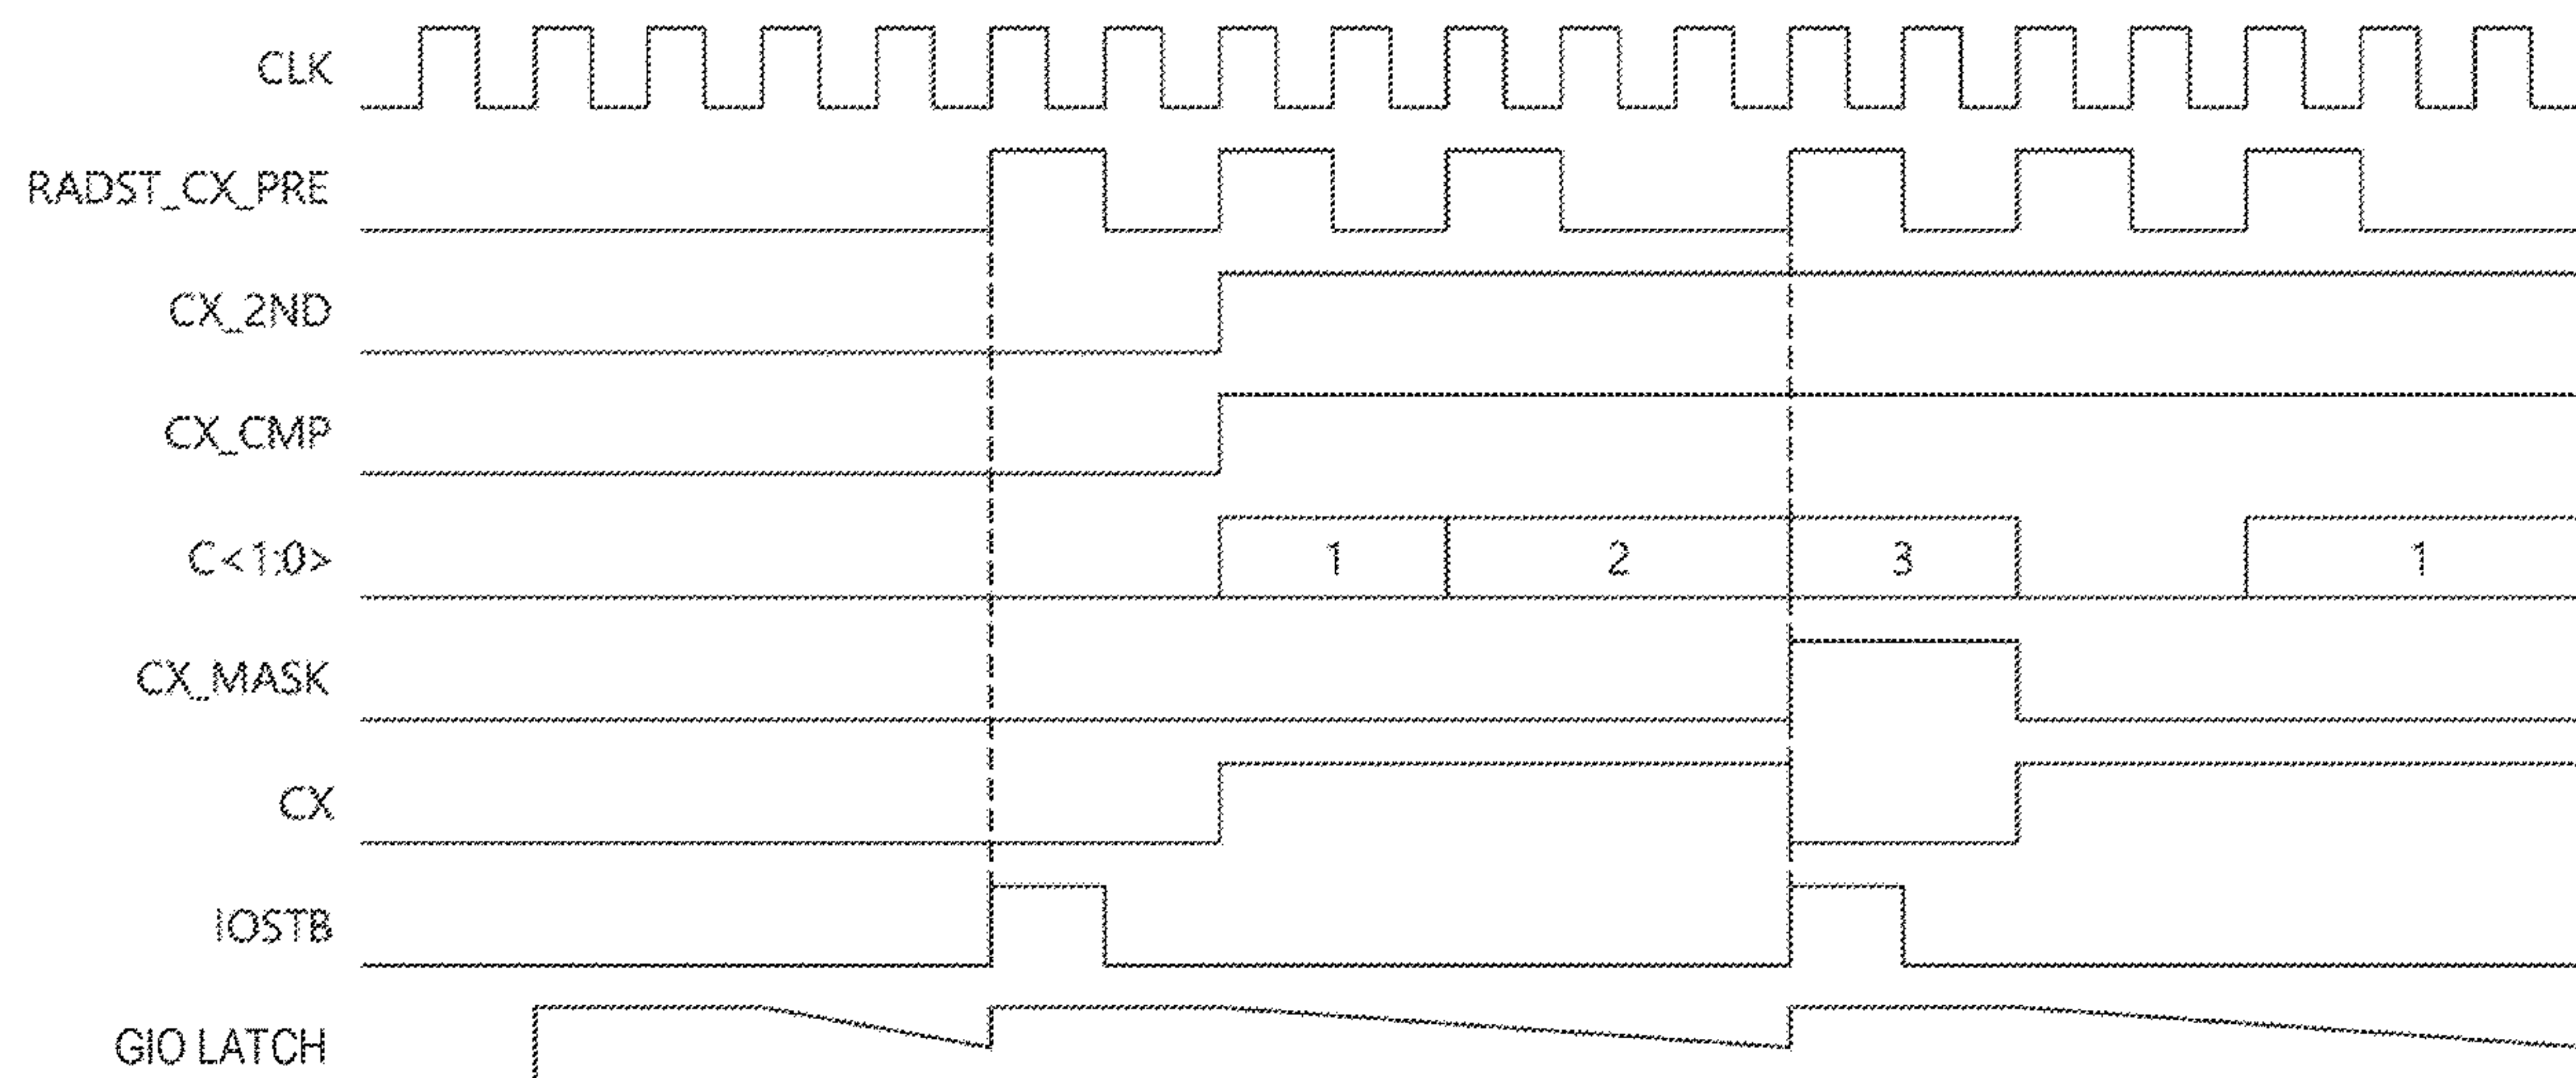 CLK
RADST_CX_PRE
CX_2ND
CX_CMP
C<1:0>
1 2 3 1
CX_MASK
CX
IOSTB
GIO LATCH